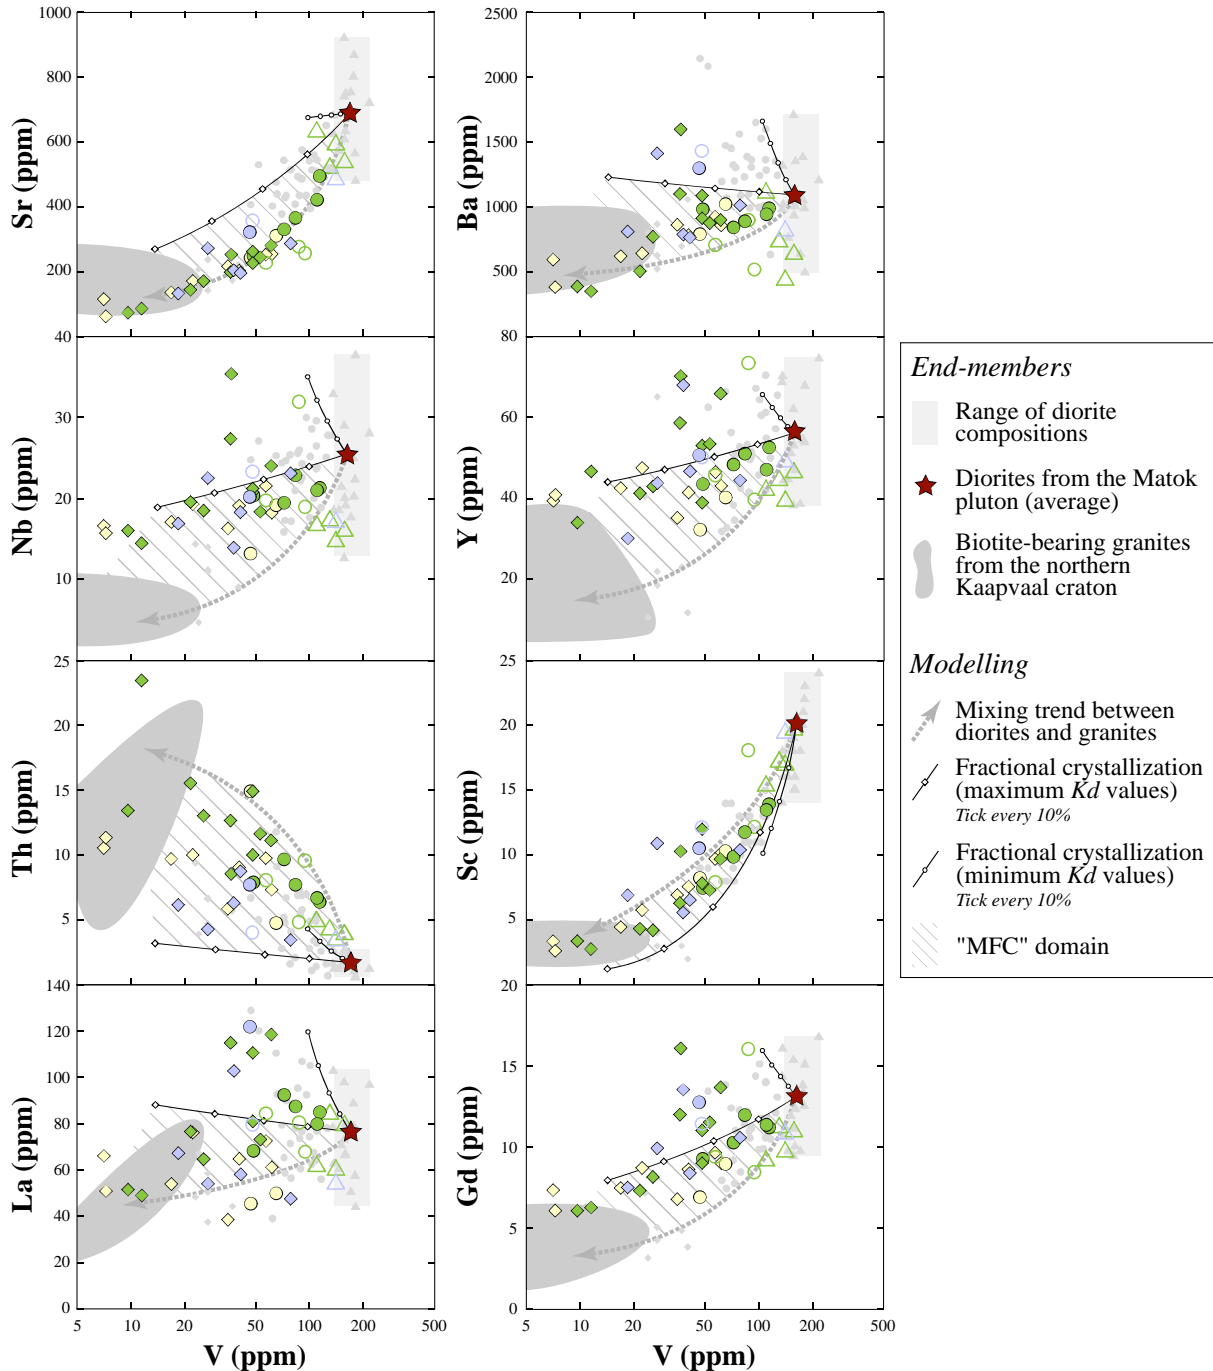 1000
800
600
400
200
Sr (ppm)
2500
2000
1500
1000
500
Ba (ppm)
40
30
20
10
Nb (ppm)
80
60
40
20
Y (ppm)
25
20
15
10
5
Th (ppm)
25
20
15
10
5
Sc (ppm)
140
120
100
80
60
40
20
0
La (ppm)
20
15
10
5
0
Gd (ppm)
5 10 20 50 100 200 500
V (ppm)
5 10 20 50 100 200 500
V (ppm)
End-members
Range of diorite
compositions
Diorites from the Matok
pluton (average)
Biotite-bearing granites
from the northern
Kaapvaal craton
Modelling
Mixing trend between
diorites and granites
Fractional crystallization
(maximum Kd values)
Tick every 10%
Fractional crystallization
(minimum Kd values)
Tick every 10%
"MFC" domain